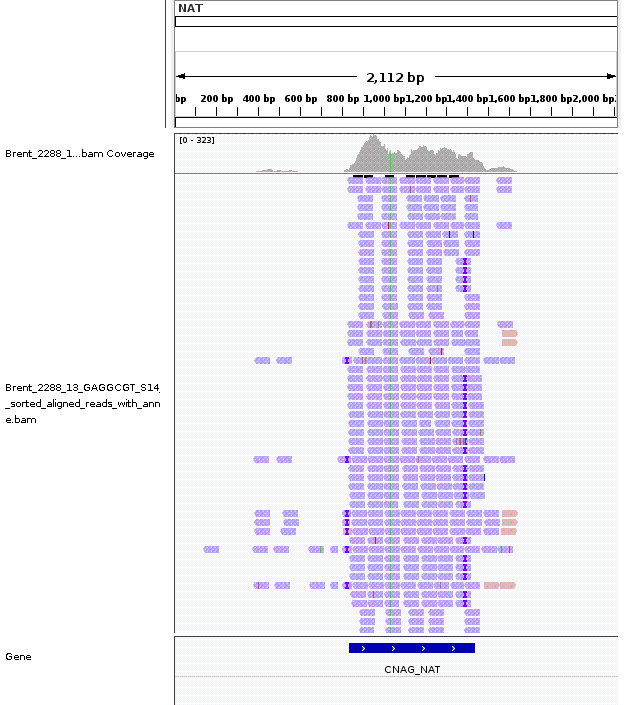 NAT
2,112 bp
bp 200 bp 400 bp 600 bp 800 bp 1,000 bp 1,200 bp 1,400 bp 1,600 bp 1,800 bp 2,000 bp
[0 - 323]
Brent_2288_1...bam Coverage
Brent_2288_13_GAGGCGT_S14_
_sorted_aligned_reads_with_ann
e.bam
Gene
CNAG_NAT